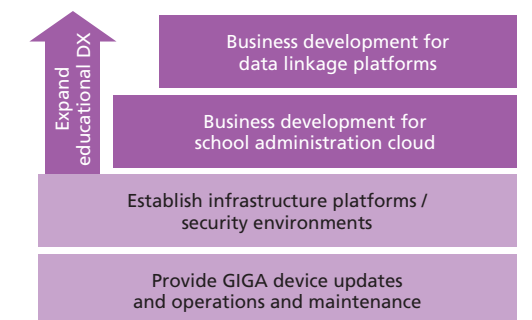 Expand
educational DX
Business development for
data linkage platforms
Business development for
school administration cloud
Establish infrastructure platforms /
security environments
Provide GIGA device updates
and operations and maintenance